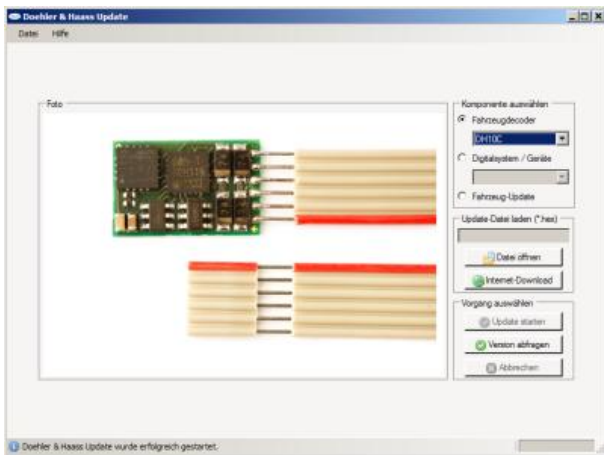 Doehler & Haass Update
Datei Hilfe
Foto
Komponente auswählen
Fahrzeugdecoder
DH10C
Digitalsystem / Geräte
Fahrzeug-Update
Update-Datei laden (*.hex)
Datei öffnen
Internet-Download
Vorgang auswählen
Update starten
Version abfragen
Abbrechen
Doehler & Haass Update wurde erfolgreich gestartet.